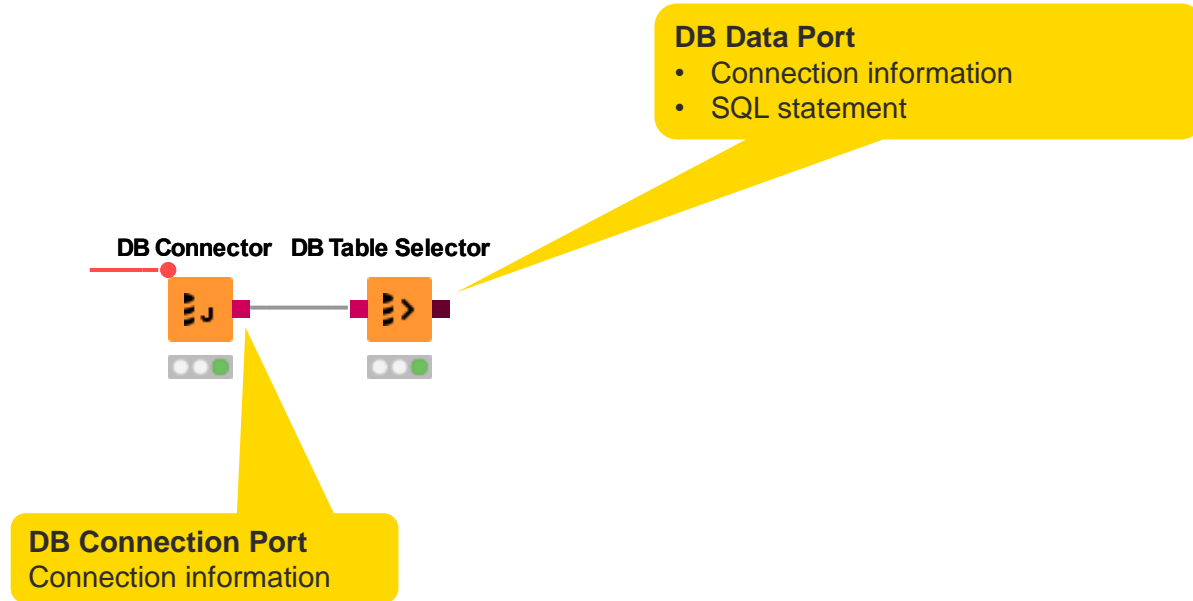 DB Data Port
• Connection information
• SQL statement
DB Connector DB Table Selector
J
DB Connection Port
Connection information